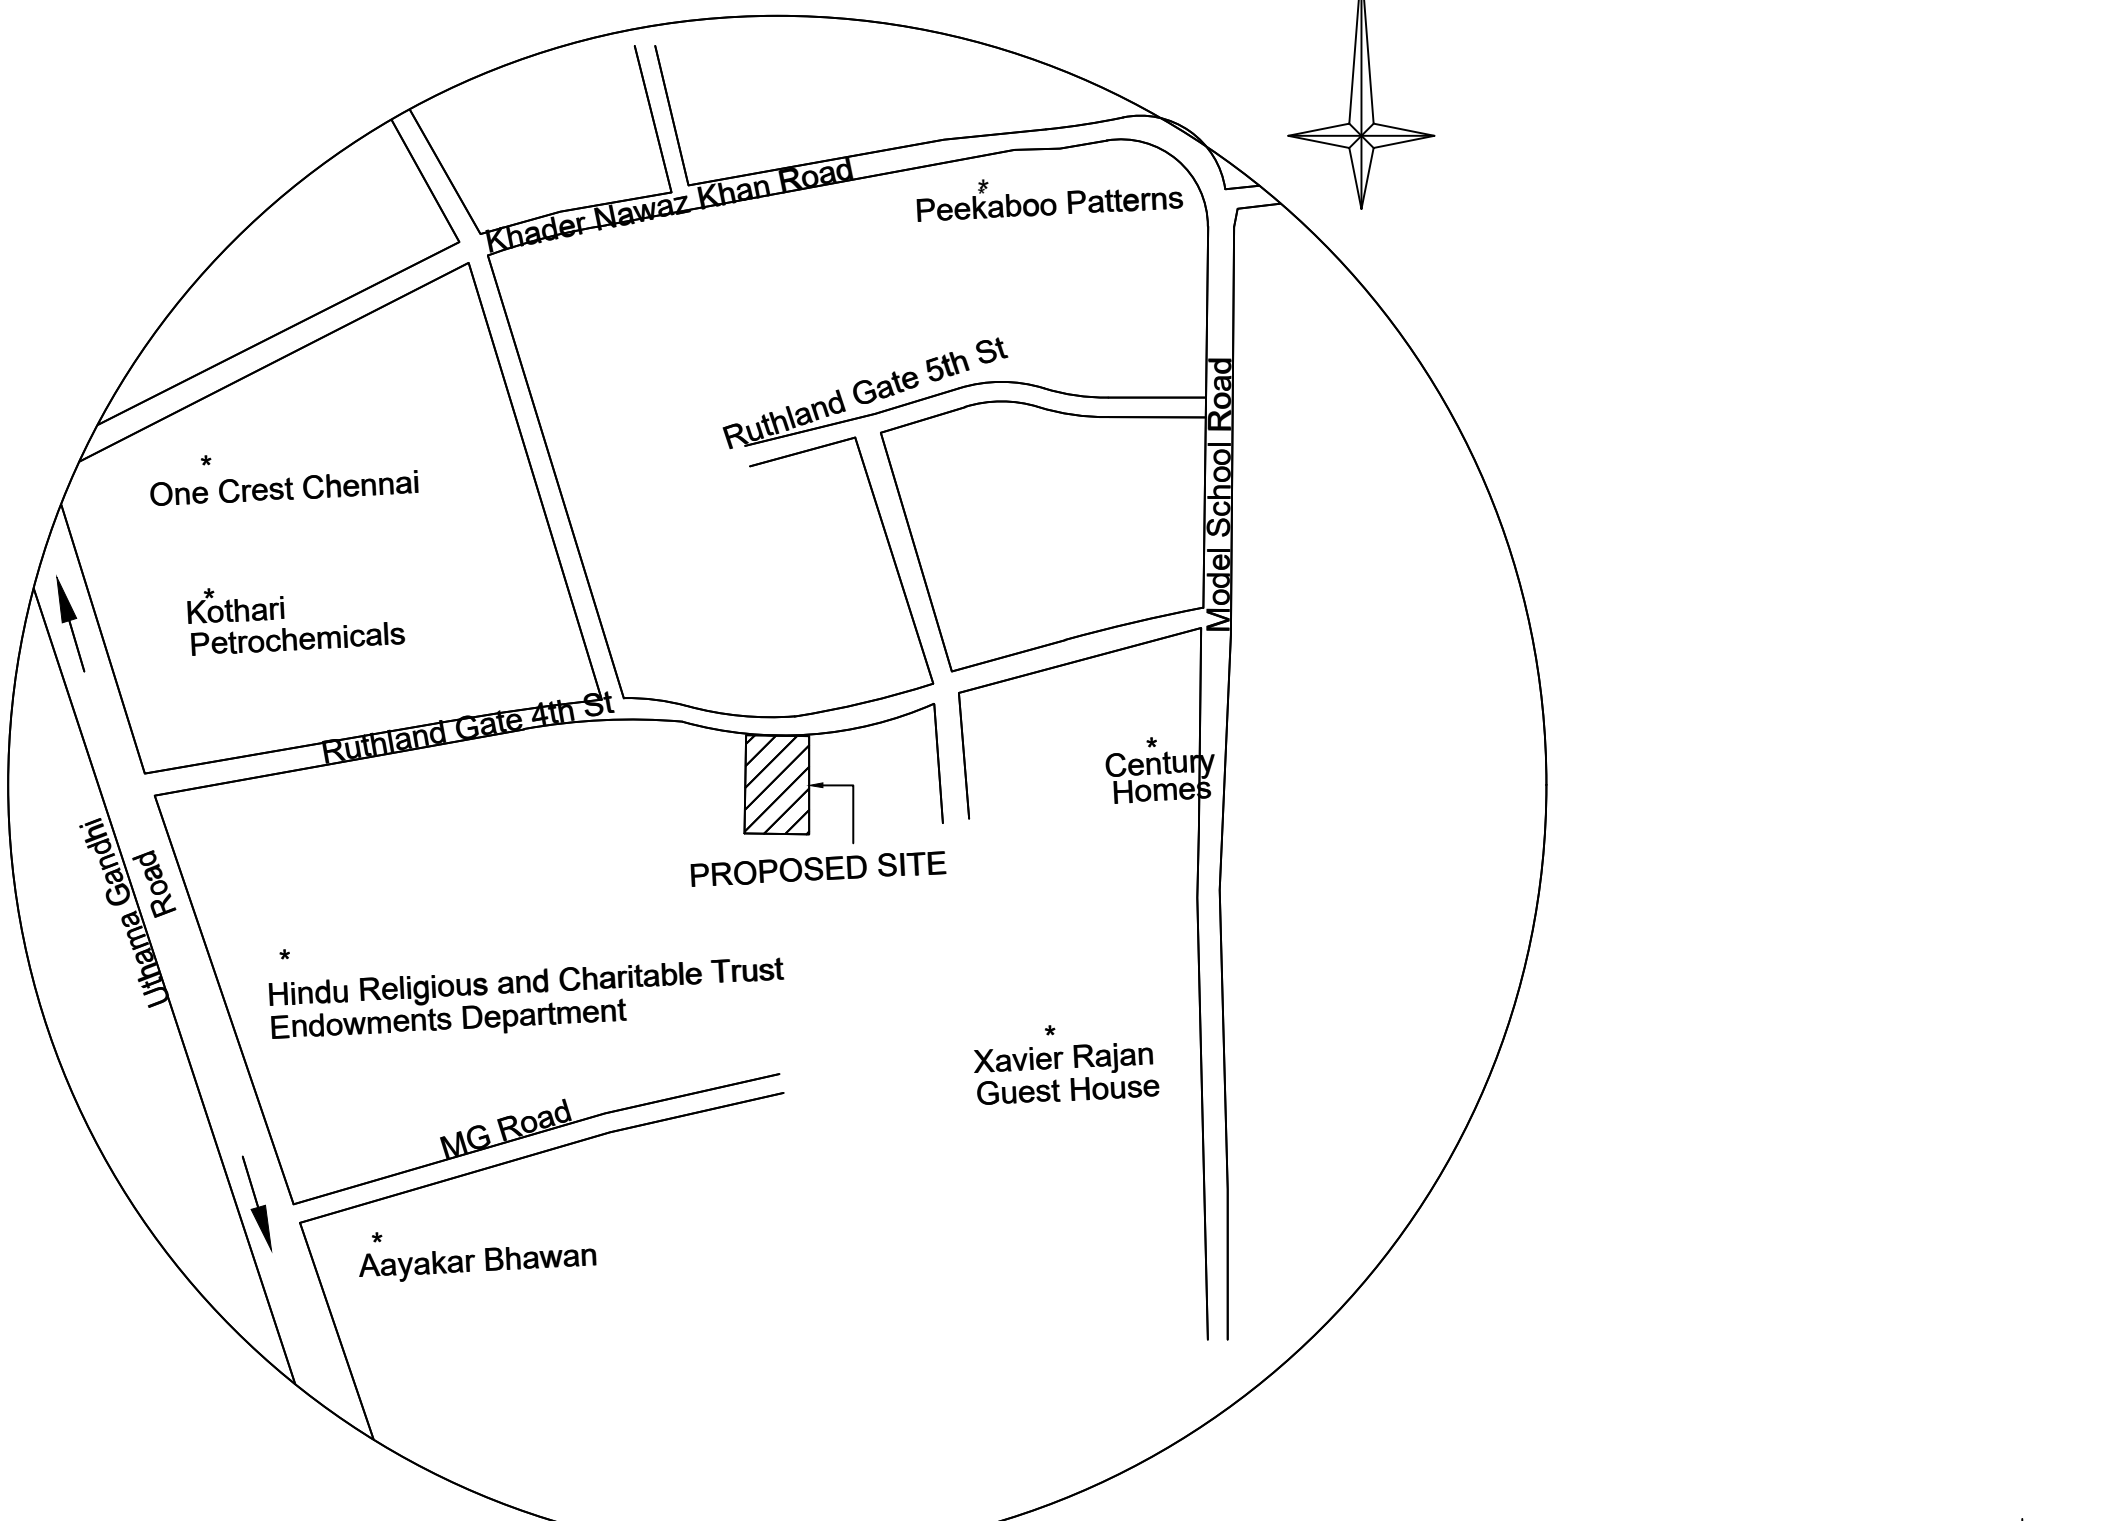 Khader Nawaz Khan Road
*
Peekaboo Patterns
Ruthland Gate 5th St
Model School Road
*
One Crest Chennai
*
Kothari
Petrochemicals
Ruthland Gate 4th St
*
Century
Homes
PROPOSED SITE
Uthama Gandhi
Road
*
Hindu Religious and Charitable Trust
Endowments Department
*
Xavier Rajan
Guest House
MG Road
*
Aayakar Bhawan